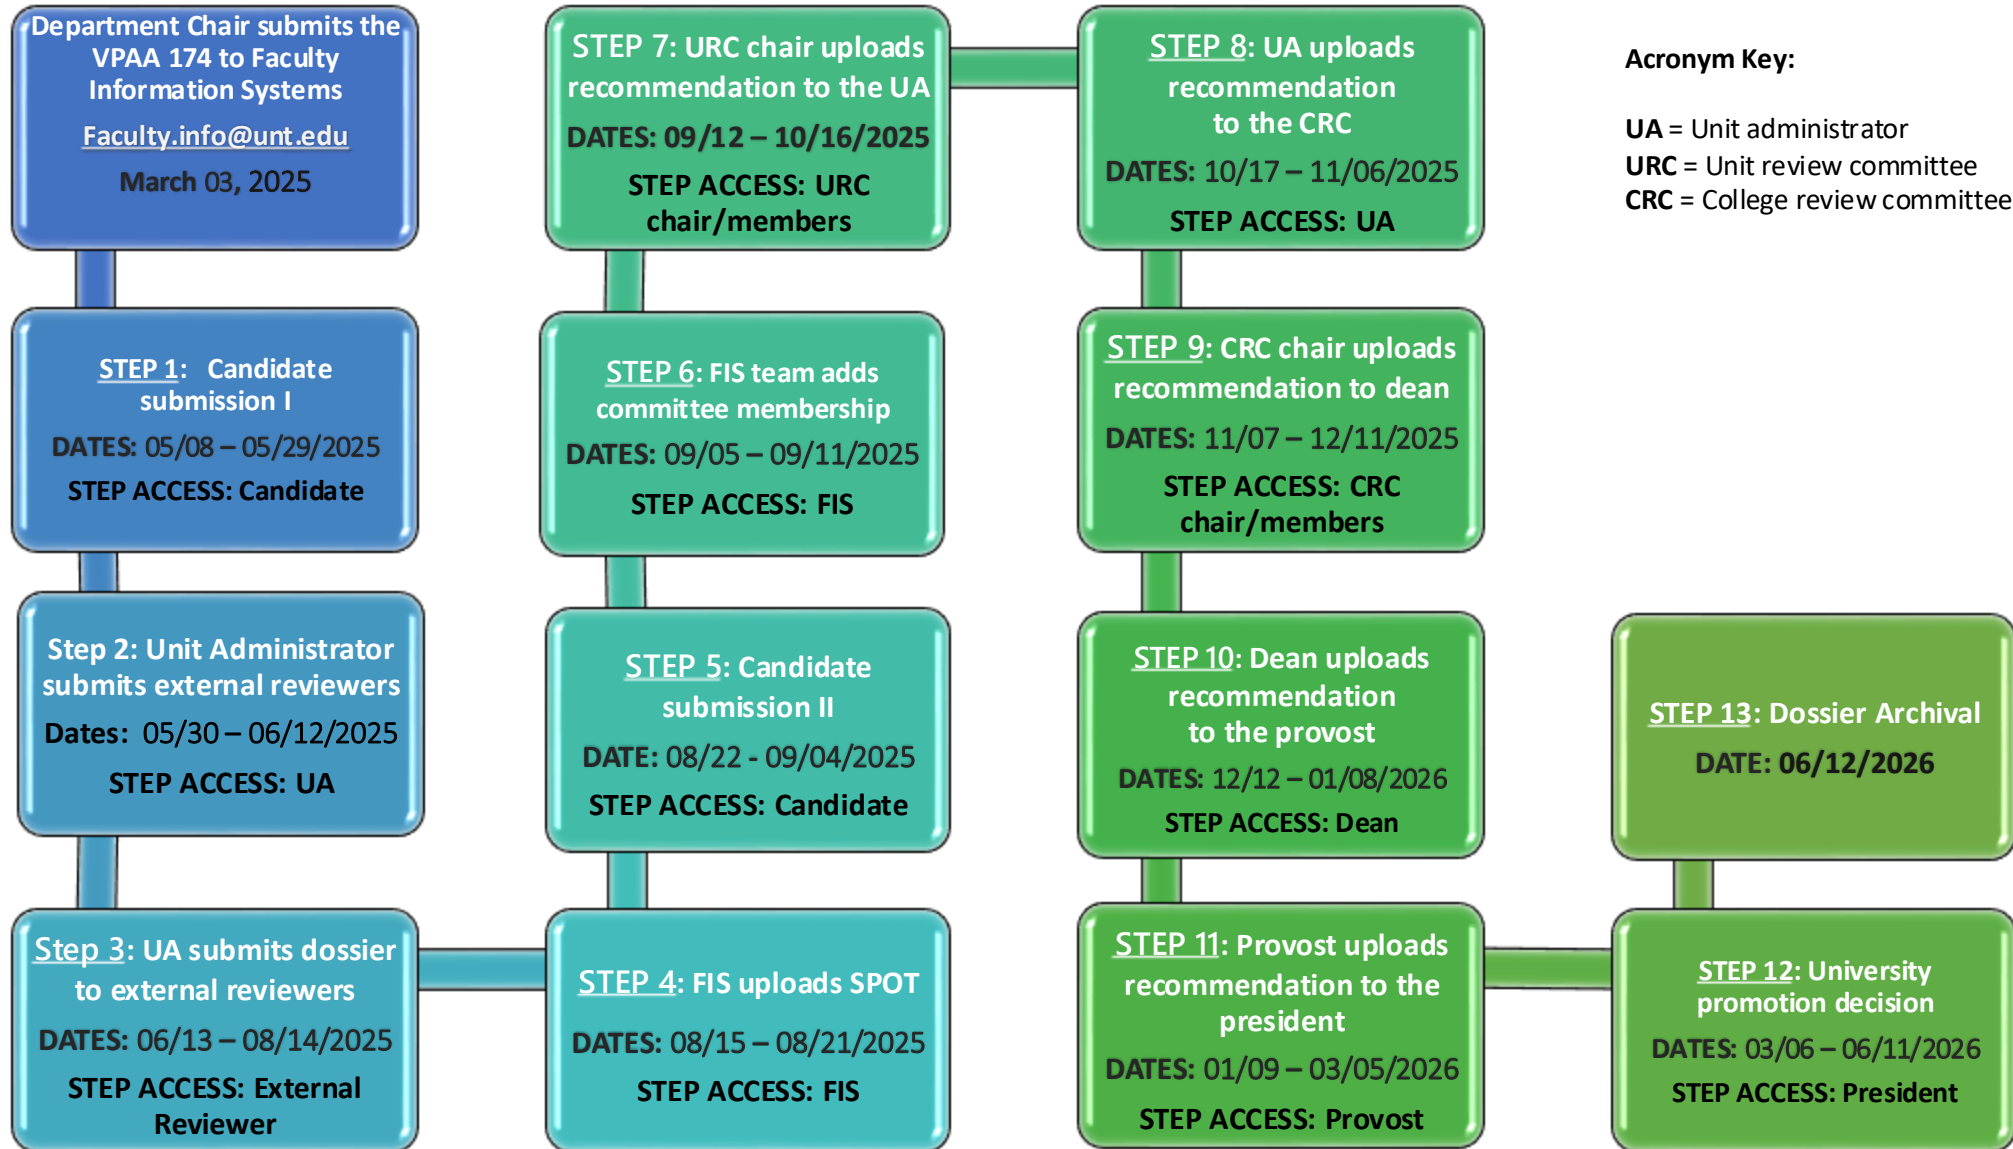 Department Chair submits the
VPAA 174 to Faculty
Information Systems
Faculty.info@unt.edu
March 03, 2025
STEP 1: Candidate
submission I
DATES: 05/08 – 05/29/2025
STEP ACCESS: Candidate
Step 2: Unit Administrator
submits external reviewers
Dates: 05/30 – 06/12/2025
STEP ACCESS: UA
Step 3: UA submits dossier
to external reviewers
DATES: 06/13 – 08/14/2025
STEP ACCESS: External
Reviewer
STEP 4: FIS uploads SPOT
DATES: 08/15 – 08/21/2025
STEP ACCESS: FIS
STEP 5: Candidate
submission II
DATE: 08/22 - 09/04/2025
STEP ACCESS: Candidate
STEP 6: FIS team adds
committee membership
DATES: 09/05 – 09/11/2025
STEP ACCESS: FIS
STEP 7: URC chair uploads
recommendation to the UA
DATES: 09/12 – 10/16/2025
STEP ACCESS: URC
chair/members
STEP 8: UA uploads
recommendation
to the CRC
DATES: 10/17 – 11/06/2025
STEP ACCESS: UA
STEP 9: CRC chair uploads
recommendation to dean
DATES: 11/07 – 12/11/2025
STEP ACCESS: CRC
chair/members
STEP 10: Dean uploads
recommendation
to the provost
DATES: 12/12 – 01/08/2026
STEP ACCESS: Dean
STEP 11: Provost uploads
recommendation to the
president
DATES: 01/09 – 03/05/2026
STEP ACCESS: Provost
STEP 12: University
promotion decision
DATES: 03/06 – 06/11/2026
STEP ACCESS: President
STEP 13: Dossier Archival
DATE: 06/12/2026
Acronym Key:
UA = Unit administrator
URC = Unit review committee
CRC = College review committee